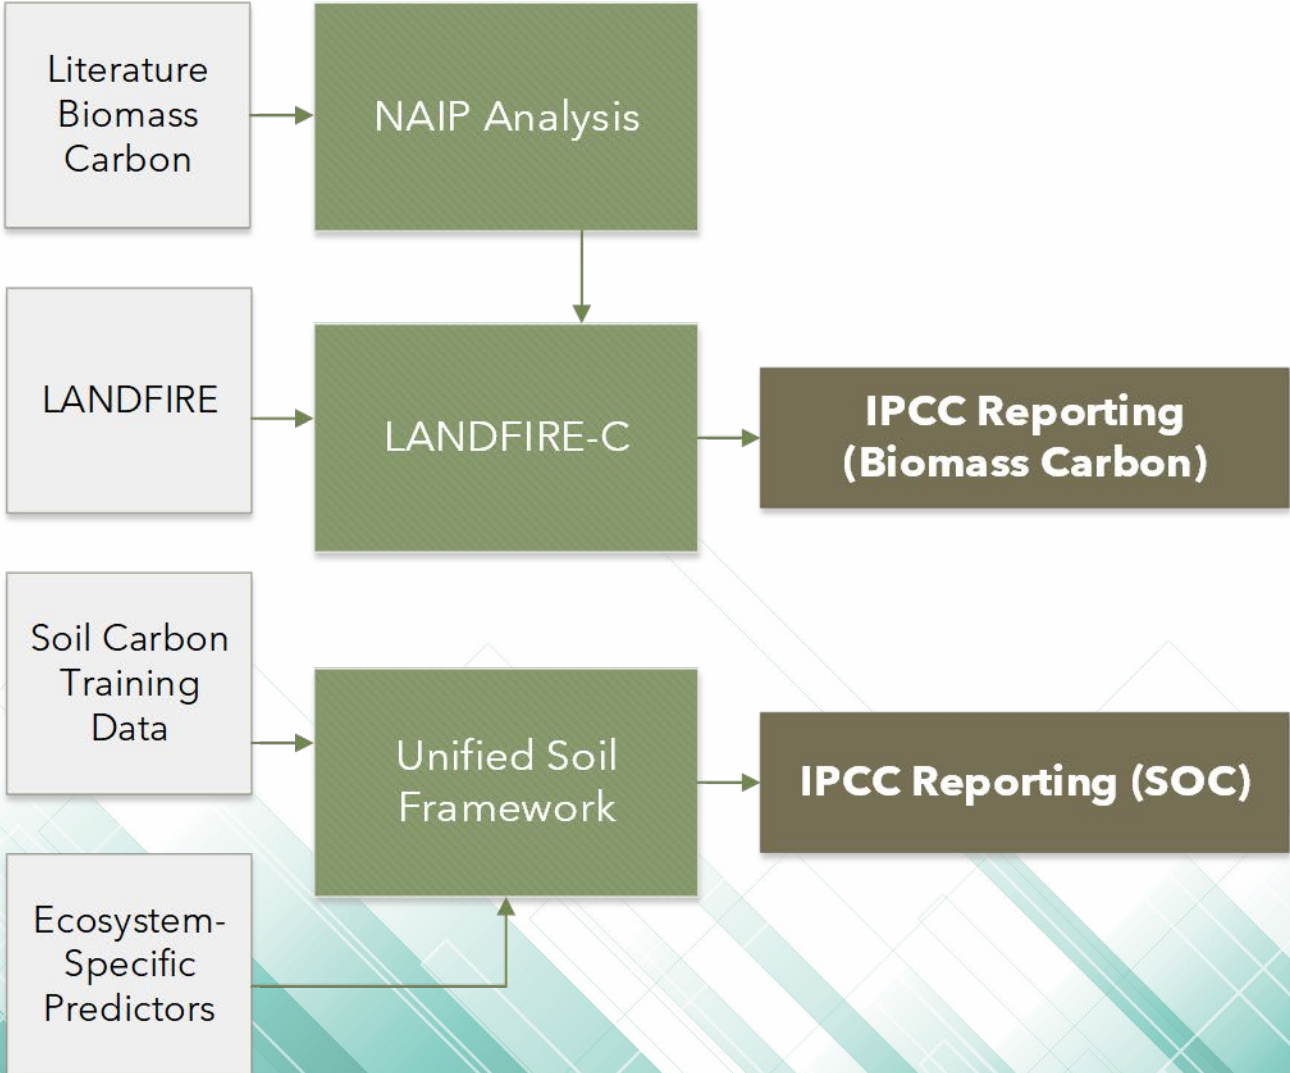 Literature
Biomass
Carbon
NAIP Analysis
LANDFIRE
LANDFIRE-C
IPCC Reporting
(Biomass Carbon)
Soil Carbon
Training
Data
Unified Soil
Framework
IPCC Reporting (SOC)
Ecosystem-
Specific
Predictors